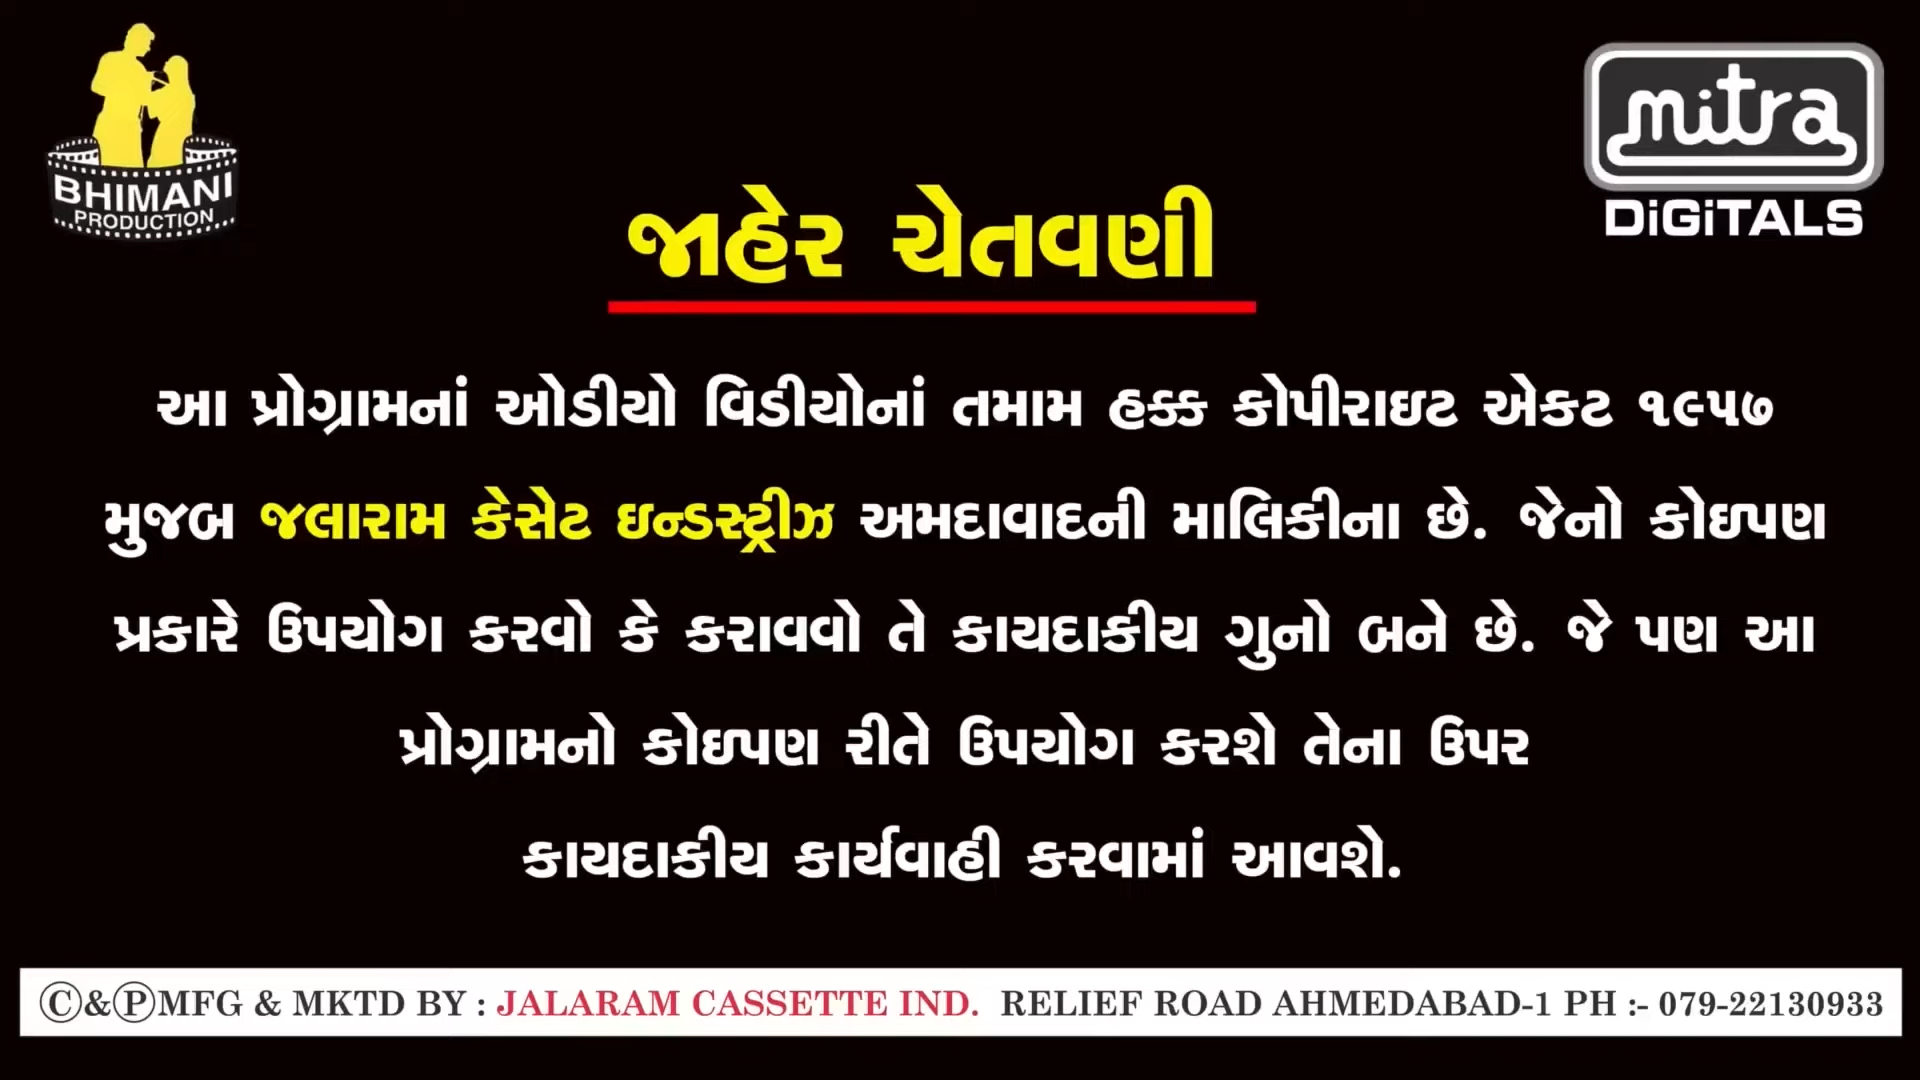 BHIMANI
PRODUCTION
mitra
DiGiTALS
જાહેર ચેતવણી
આ પ્રોગ્રામનાં ઓડીયો વિડીયોનાં તમામ હક્ક કોપીરાઇટ એકટ ૧૯૫૭
મુજબ જલારામ કેસેટ ઇન્ડસ્ટ્રીઝ અમદાવાદની માલિકીના છે. જેનો કોઇપણ
પ્રકારે ઉપયોગ કરવો કે કરાવવો તે કાયદાકીય ગુનો બને છે. જે પણ આ
પ્રોગ્રામનો કોઇપણ રીતે ઉપયોગ કરશે તેના ઉપર
કાયદાકીય કાર્યવાહી કરવામાં આવશે.
Ⓒ&ⓅMFG & MKTD BY : JALARAM CASSETTE IND. RELIEF ROAD AHMEDABAD-1 PH :- 079-22130933